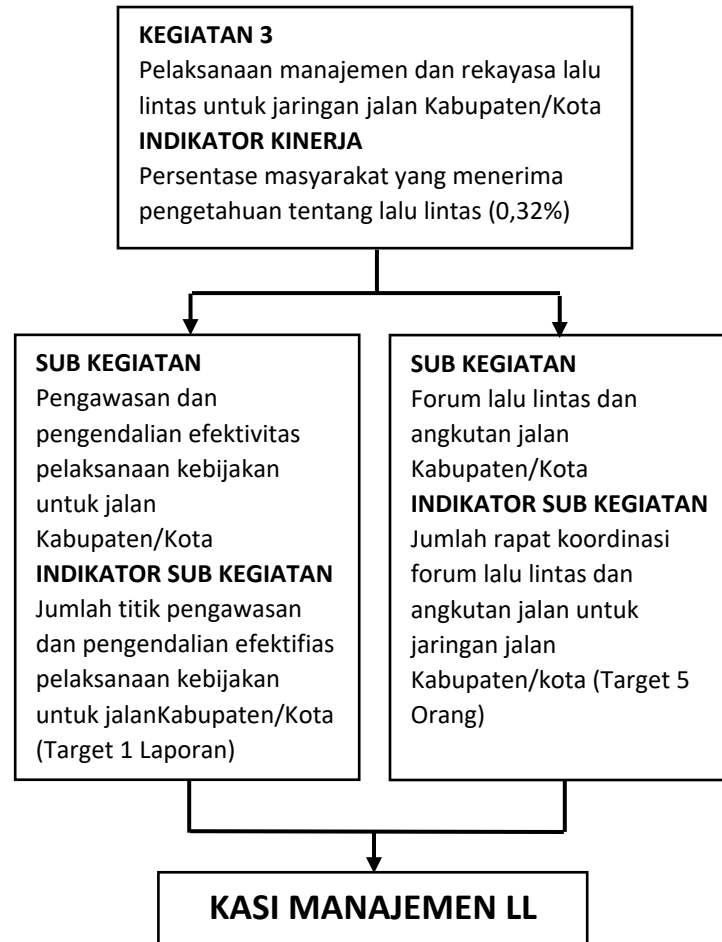 KEGIATAN 3
Pelaksanaan manajemen dan rekayasa lalu
lintas untuk jaringan jalan Kabupaten/Kota
INDIKATOR KINERJA
Persentase masyarakat yang menerima
pengetahuan tentang lalu lintas (0,32%)
SUB KEGIATAN
Pengawasan dan
pengendalian efektivitas
pelaksanaan kebijakan
untuk jalan
Kabupaten/Kota
INDIKATOR SUB KEGIATAN
Jumlah titik pengawasan
dan pengendalian efektifias
pelaksanaan kebijakan
untuk jalanKabupaten/Kota
(Target 1 Laporan)
SUB KEGIATAN
Forum lalu lintas dan
angkutan jalan
Kabupaten/Kota
INDIKATOR SUB KEGIATAN
Jumlah rapat koordinasi
forum lalu lintas dan
angkutan jalan untuk
jaringan jalan
Kabupaten/kota (Target 5
Orang)
KASI MANAJEMEN LL